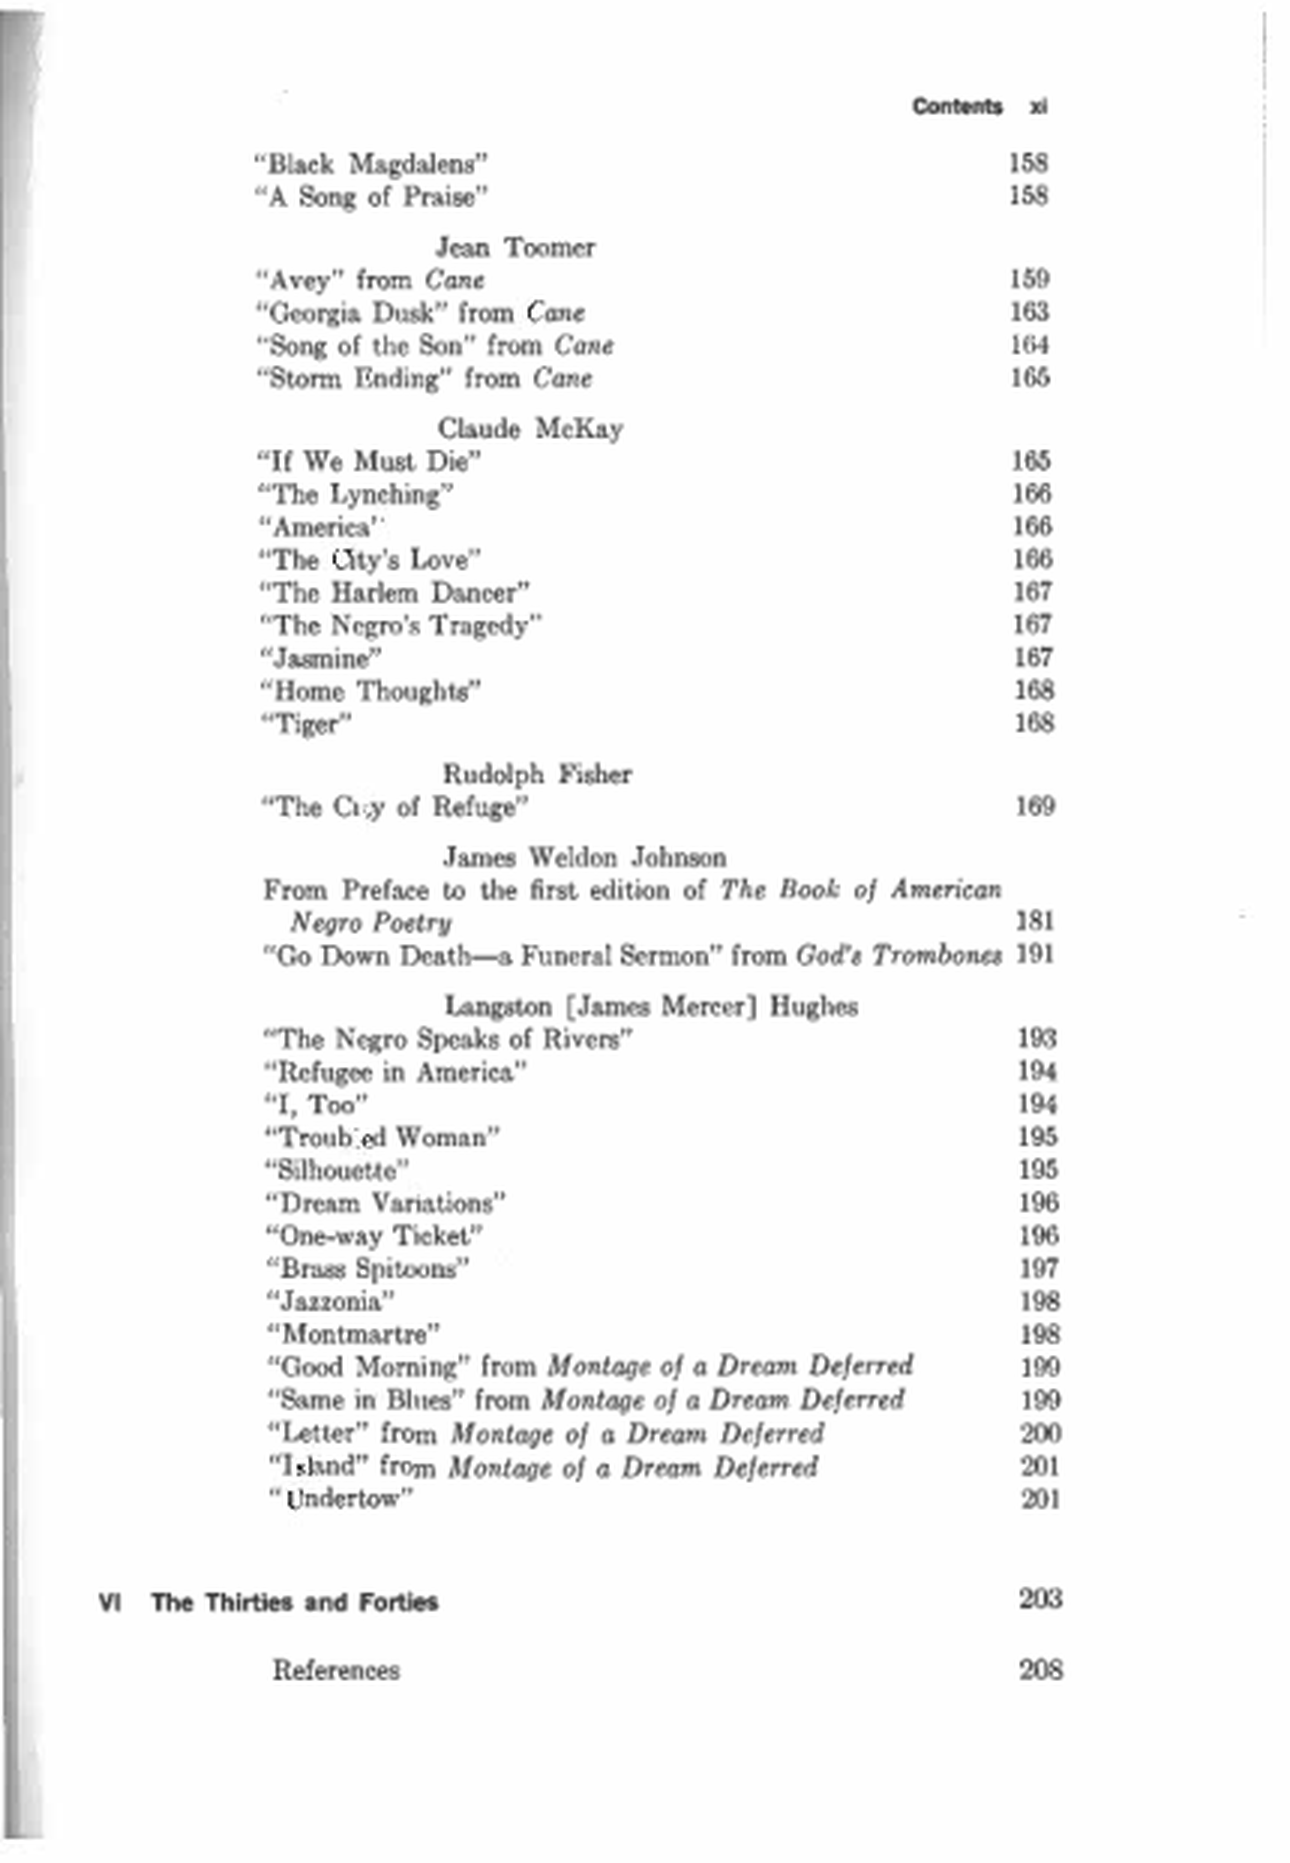 Contents xi
“Black Magdalens” 158
“A Song of Praise” 158
Jean Toomer
“Avey” from Cane 159
“Georgia Dusk” from Cane 163
“Song of the Son” from Cane 164
“Storm Ending” from Cane 165
Claude McKay
“If We Must Die” 165
“The Lynching” 166
“America” 166
“The City's Love” 166
“The Harlem Dancer” 167
“The Negro's Tragedy” 167
“Jasmine” 167
“Home Thoughts” 168
“Tiger” 168
Rudolph Fisher
“The City of Refuge” 169
James Weldon Johnson
From Preface to the first edition of The Book of American
Negro Poetry 181
“Go Down Death—a Funeral Sermon” from God's Trombones 191
Langston [James Mercer] Hughes
“The Negro Speaks of Rivers” 193
“Refugee in America” 194
“I, Too” 194
“Troubled Woman” 195
“Silhouette” 195
“Dream Variations” 196
“One-way Ticket” 196
“Brass Spitoons” 197
“Jazzonia” 198
“Montmartre” 198
“Good Morning” from Montage of a Dream Deferred 199
“Same in Blues” from Montage of a Dream Deferred 199
“Letter” from Montage of a Dream Deferred 200
“Island” from Montage of a Dream Deferred 201
“Undertow” 201
VI The Thirties and Forties 203
References 208